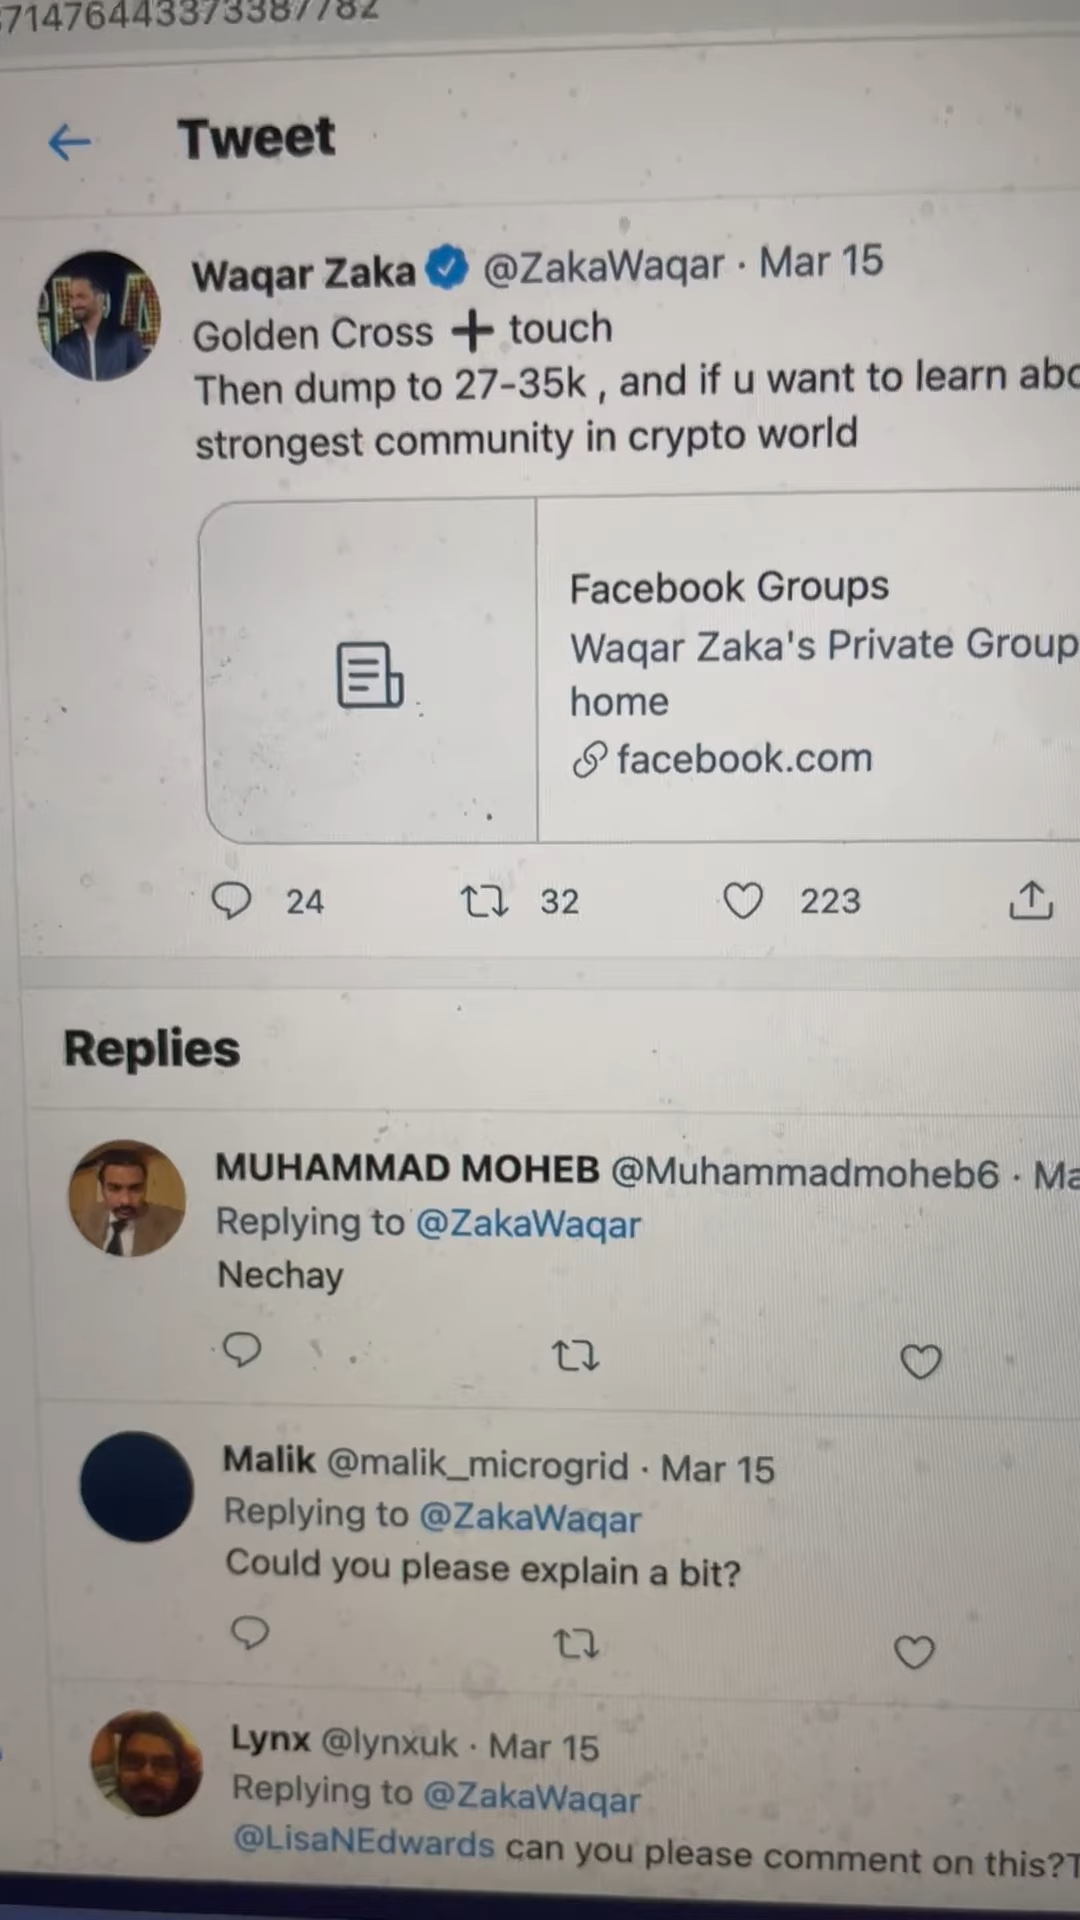 Tweet
Waqar Zaka @ZakaWaqar · Mar 15
Golden Cross ➕ touch
Then dump to 27-35k , and if u want to learn
strongest community in crypto world
Facebook Groups
Waqar Zaka's Private Group
home
facebook.com
24 32 223
Replies
MUHAMMAD MOHEB @Muhammadmoheb6 ·
Replying to @ZakaWaqar
Nechay
Malik @malik_microgrid · Mar 15
Replying to @ZakaWaqar
Could you please explain a bit?
Lynx @lynxuk · Mar 15
Replying to @ZakaWaqar
@LisaNEdwards can you please comment on this?